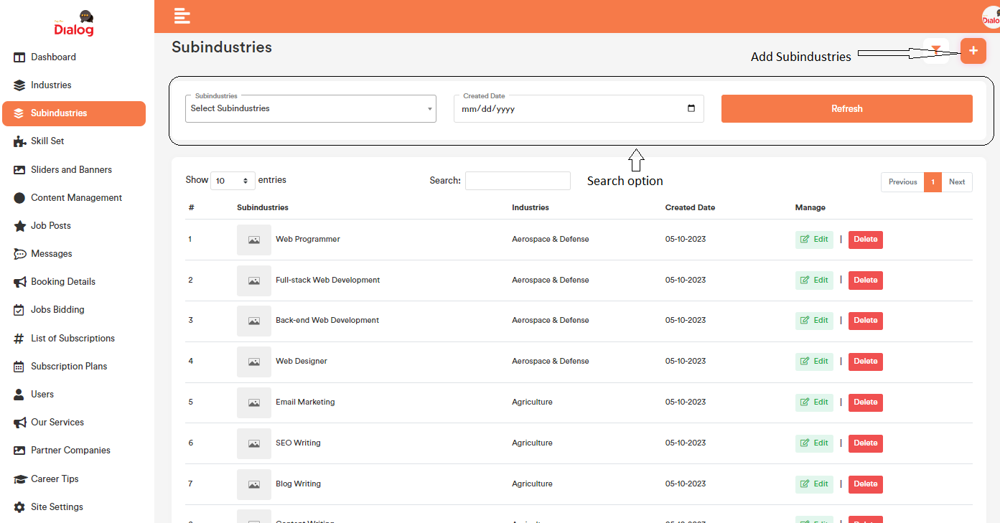 Dialog
Dialo
Dashboard
Industries
Subindustries
Skill Set
Sliders and Banners
Content Management
Job Posts
Messages
Booking Details
Jobs Bidding
List of Subscriptions
Subscription Plans
Users
Our Services
Partner Companies
Career Tips
Site Settings
Subindustries
Add Subindustries
+
Subindustries
Select Subindustries
Created Date
mm/dd/yyyy
Refresh
Search option
Show 10 entries
Search:
Previous 1 Next
# Subindustries Industries Created Date Manage
1 Web Programmer Aerospace & Defense 05-10-2023 Edit | Delete
2 Full-stack Web Development Aerospace & Defense 05-10-2023 Edit | Delete
3 Back-end Web Development Aerospace & Defense 05-10-2023 Edit | Delete
4 Web Designer Aerospace & Defense 05-10-2023 Edit | Delete
5 Email Marketing Agriculture 05-10-2023 Edit | Delete
6 SEO Writing Agriculture 05-10-2023 Edit | Delete
7 Blog Writing Agriculture 05-10-2023 Edit | Delete